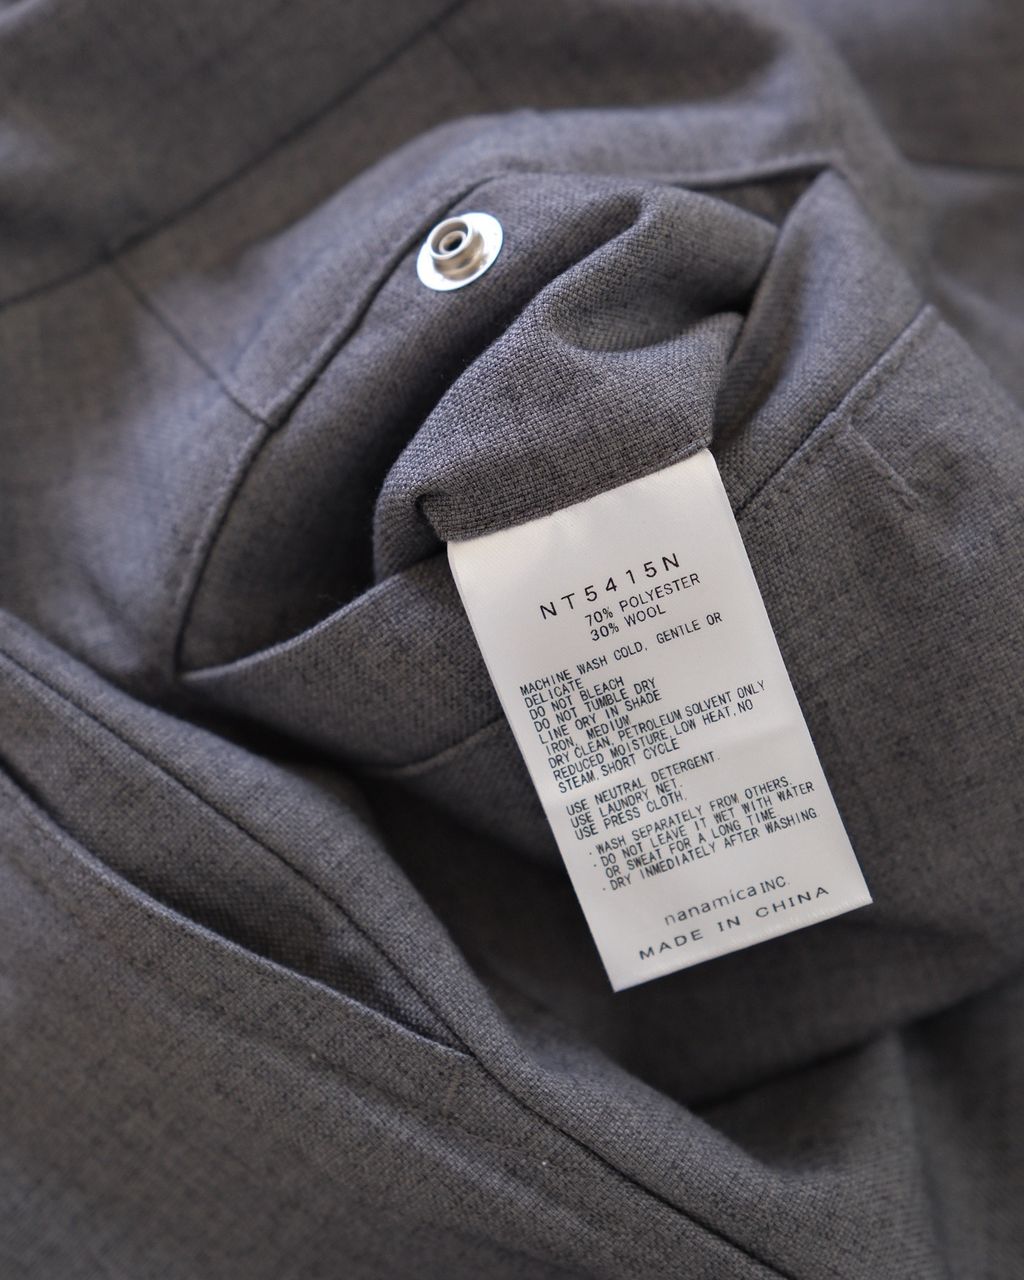 NT5415N
70% POLYESTER
30% WOOL
MACHINE WASH COLD, GENTLE OR
DELICATE
DO NOT BLEACH
DO NOT TUMBLE DRY
LINE DRY IN SHADE
IRON, MEDIUM
DRY CLEAN, PETROLEUM SOLVENT ONLY
REDUCED MOISTURE, LOW HEAT, NO
STEAM, SHORT CYCLE
USE NEUTRAL DETERGENT.
USE LAUNDRY NET.
USE PRESS CLOTH.
・WASH SEPARATELY FROM OTHERS.
・DO NOT LEAVE IT WET WITH WATER
OR SWEAT FOR A LONG TIME
・DRY INMEDIATELY AFTER WASHING
nanamica INC.
MADE IN CHINA